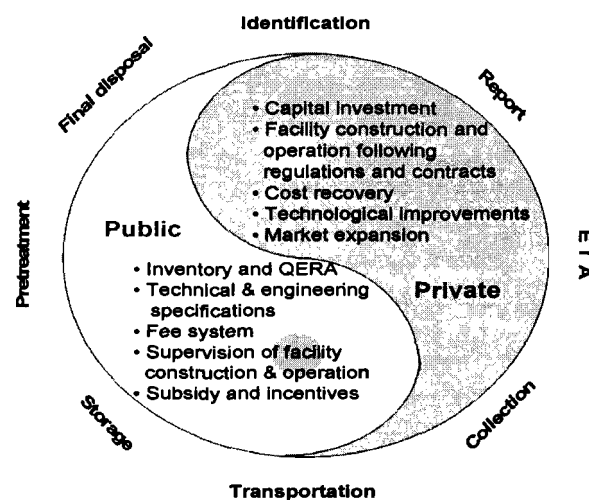 Identification
Final disposal
Report
• Capital investment
• Facility construction and
operation following
regulations and contracts
• Cost recovery
• Technological improvements
• Market expansion
Public
Pretreatment
EIA
• Inventory and QERA
• Technical & engineering
specifications
• Fee system
• Supervision of facility
construction & operation
• Subsidy and incentives
Private
Storage
Collection
Transportation